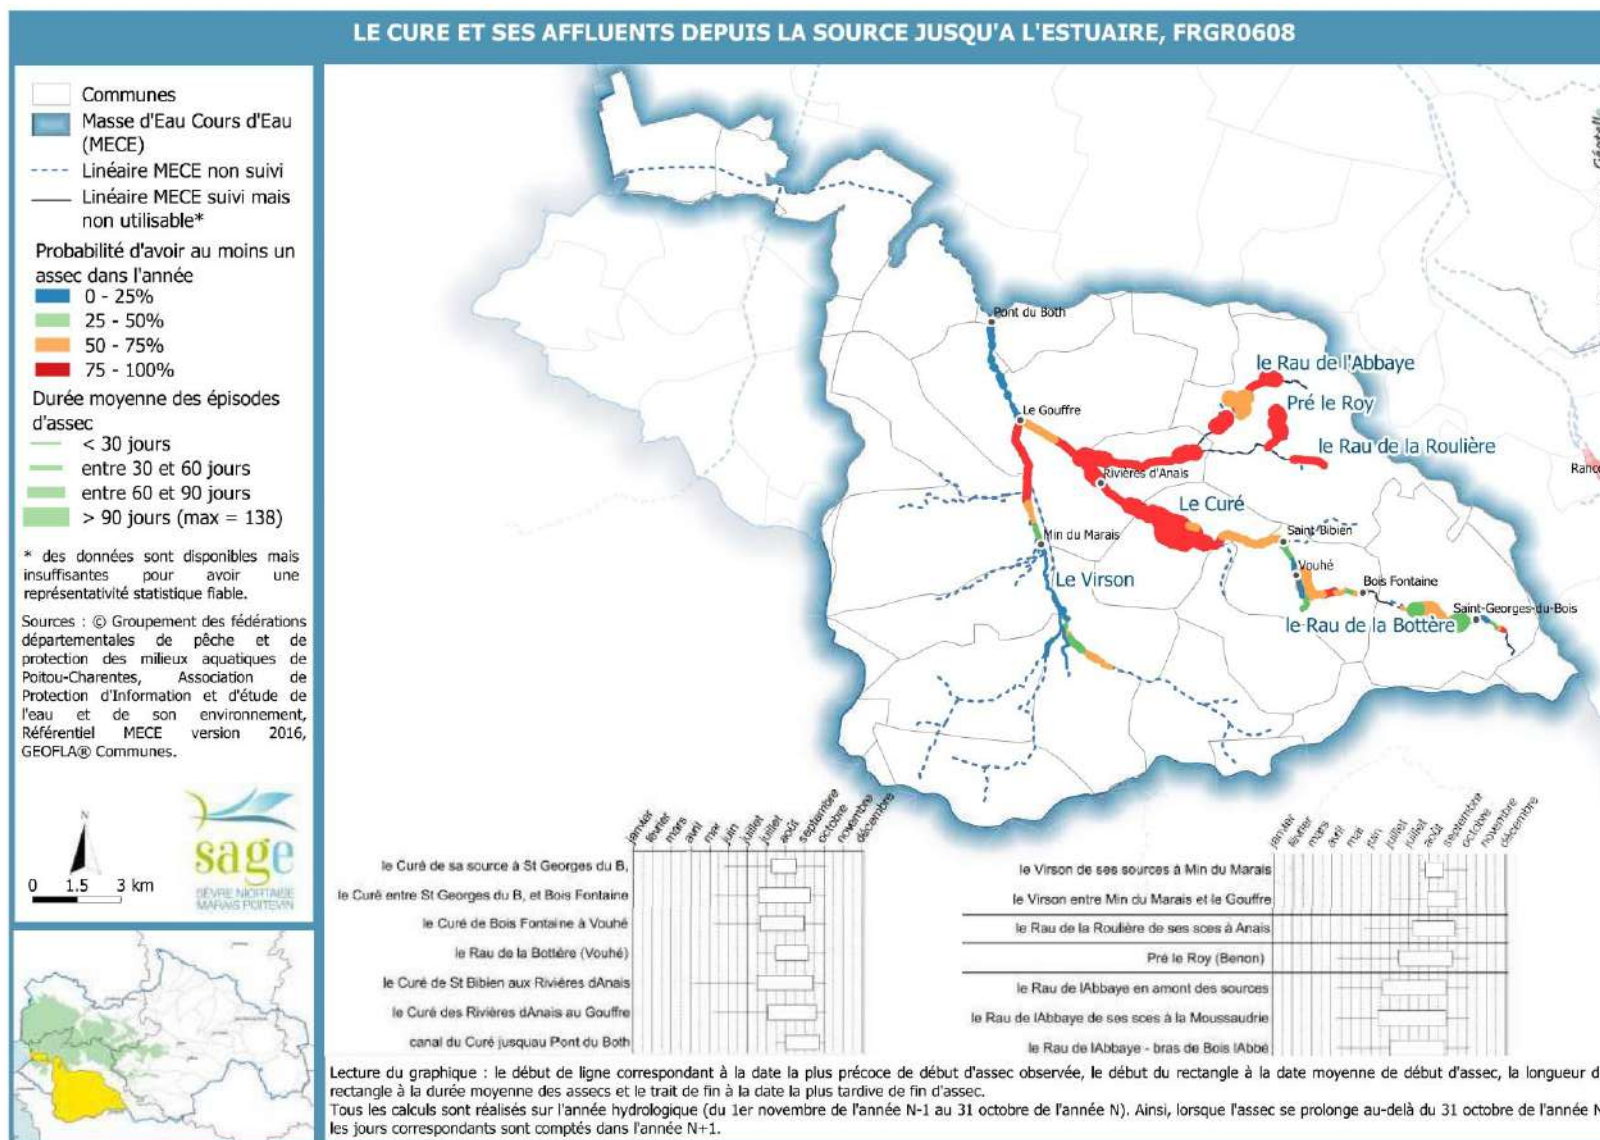 LE CURE ET SES AFFLUENTS DEPUIS LA SOURCE JUSQU'A L'ESTUAIRE, FRGR0608
Communes
Masse d'Eau Cours d'Eau
(MECE)
Linéaire MECE non suivi
Linéaire MECE suivi mais
non utilisable*
Probabilité d'avoir au moins un
assec dans l'année
0 - 25%
25 - 50%
50 - 75%
75 - 100%
Durée moyenne des épisodes
d'assec
< 30 jours
entre 30 et 60 jours
entre 60 et 90 jours
> 90 jours (max = 138)
* des données sont disponibles mais
insuffisantes pour avoir une
représentativité statistique fiable.
Sources : © Groupement des fédérations
départementales de pêche et de
protection des milieux aquatiques de
Poitou-Charentes, Association de
Protection d'Information et d'étude de
l'eau et de son environnement,
Référentiel MECE version 2016,
GEOFLA® Communes.
N
0 1.5 3 km
sage
SÈVRE NIORTAISE
MARAIS POITEVIN
Pont du Both
le Rau de l'Abbaye
Pré le Roy
Le Gouffre
le Rau de la Roulière
Rivières d'Anais
Le Curé
Min du Marais
Saint-Bibien
Le Virson
Vouhé
Bois Fontaine
Saint-Georges-du-Bois
le Rau de la Bottère
janvier
février
mars
avril
mai
juin
juillet
juillet
août
septembre
octobre
novembre
décembre
le Curé de sa source à St Georges du B,
le Curé entre St Georges du B, et Bois Fontaine
le Curé de Bois Fontaine à Vouhé
le Rau de la Bottère (Vouhé)
le Curé de St Bibien aux Rivières dAnais
le Curé des Rivières dAnais au Gouffre
canal du Curé jusquau Pont du Both
janvier
février
mars
avril
mai
juin
juillet
juillet
août
septembre
octobre
novembre
décembre
le Virson de ses sources à Min du Marais
le Virson entre Min du Marais et le Gouffre
le Rau de la Roulière de ses sces à Anais
Pré le Roy (Benon)
le Rau de lAbbaye en amont des sources
le Rau de lAbbaye de ses sces à la Moussaudrie
le Rau de lAbbaye - bras de Bois lAbbé
Lecture du graphique : le début de ligne correspondant à la date la plus précoce de début d'assec observée, le début du rectangle à la date moyenne de début d'assec, la longueur d
rectangle à la durée moyenne des assecs et le trait de fin à la date la plus tardive de fin d'assec.
Tous les calculs sont réalisés sur l'année hydrologique (du 1er novembre de l'année N-1 au 31 octobre de l'année N). Ainsi, lorsque l'assec se prolonge au-delà du 31 octobre de l'année N
les jours correspondants sont comptés dans l'année N+1.